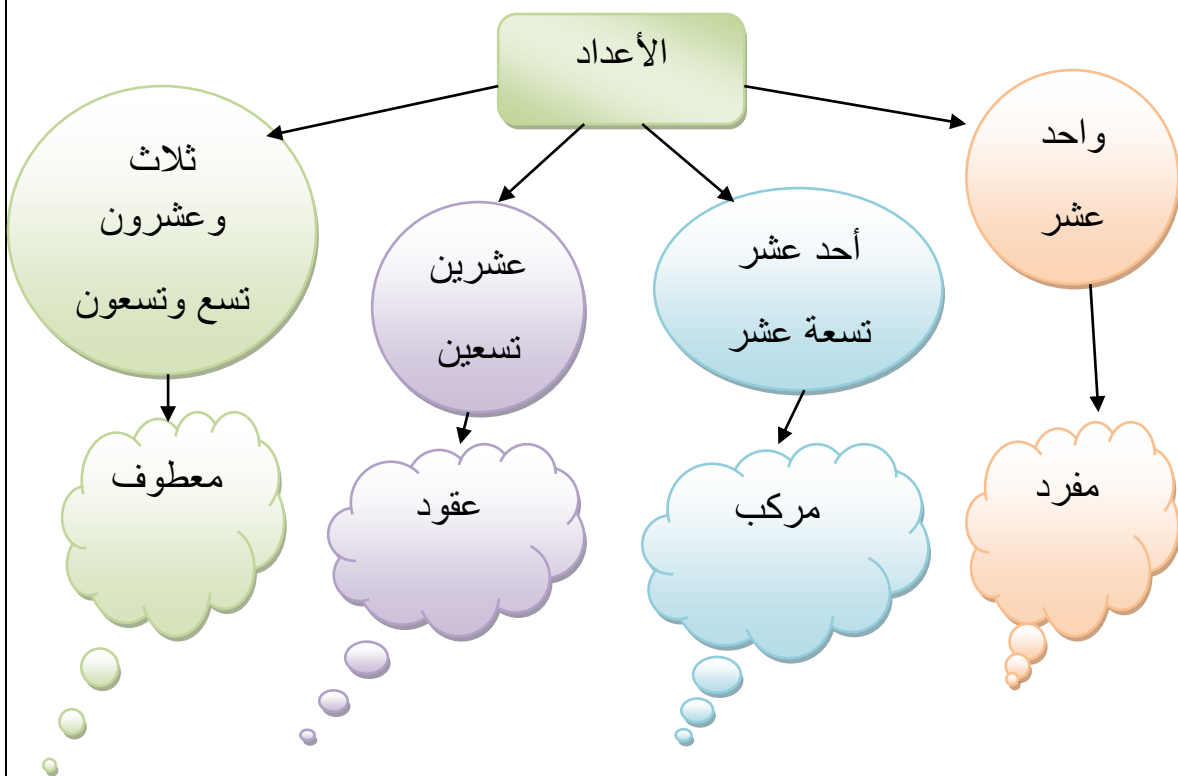 الأعداد
واحد
عشر
أحد عشر
تسعة عشر
عشرين
تسعين
ثلاث
وعشرون
تسع وتسعون
مفرد
مركب
عقود
معطوف